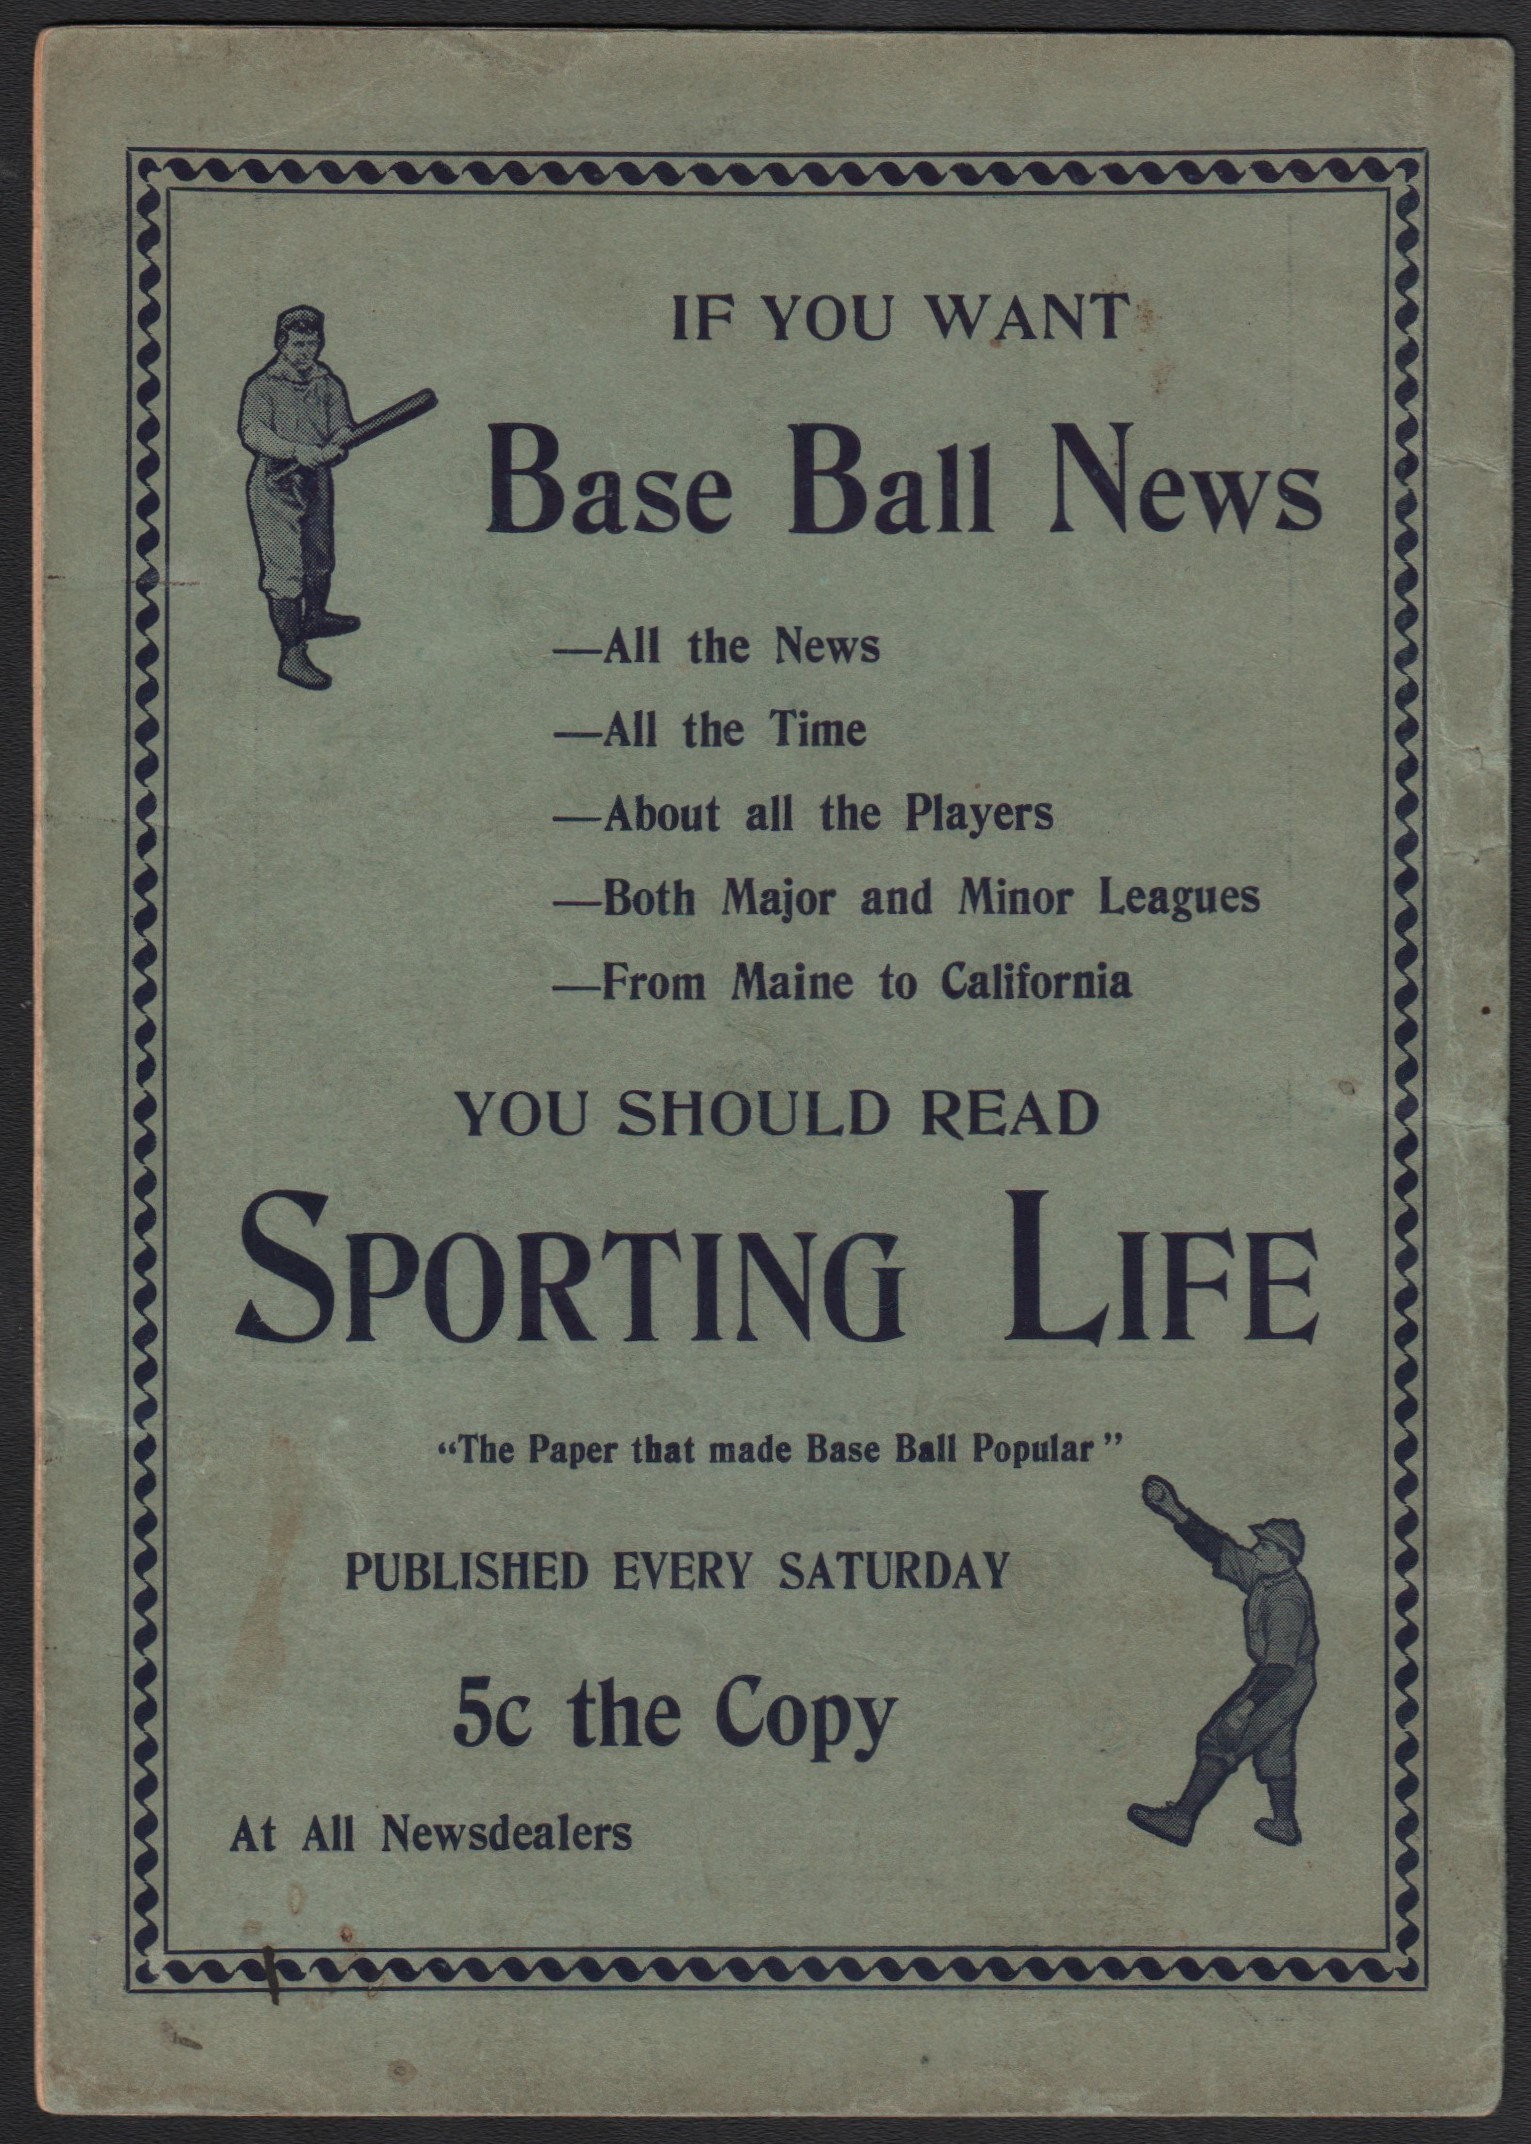 IF YOU WANT
Base Ball News
—All the News
—All the Time
—About all the Players
—Both Major and Minor Leagues
—From Maine to California
YOU SHOULD READ
SPORTING LIFE
“The Paper that made Base Ball Popular”
PUBLISHED EVERY SATURDAY
5c the Copy
At All Newsdealers